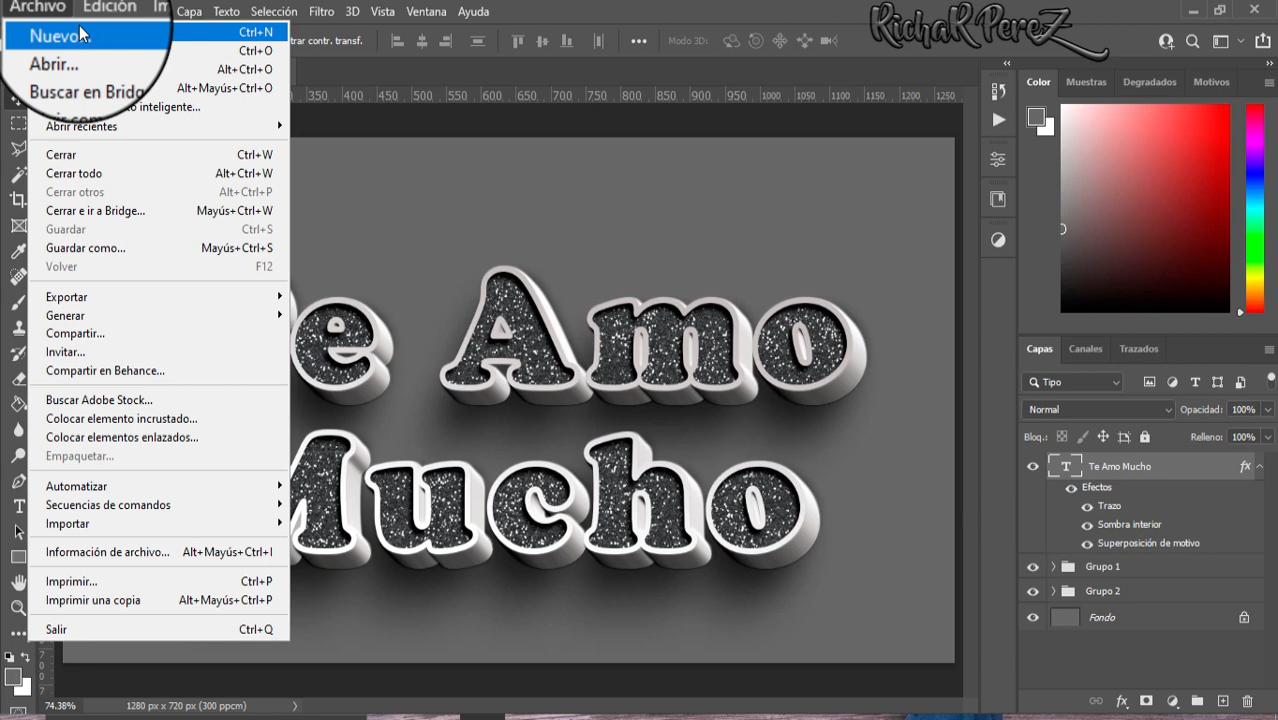 Archivo Edición Capa Texto Selección Filtro 3D Vista Ventana Ayuda
RichaR PereZ
Nuevo... Ctrl+N
Abrir... Ctrl+O
Buscar en Bridg Alt+Ctrl+O
Alt+Mayús+Ctrl+O
inteligente...
Abrir recientes
Cerrar Ctrl+W
Cerrar todo Alt+Ctrl+W
Cerrar otros Alt+Ctrl+P
Cerrar e ir a Bridge... Mayús+Ctrl+W
Guardar Ctrl+S
Guardar como... Mayús+Ctrl+S
Volver F12
Exportar
Generar
Compartir...
Invitar...
Compartir en Behance...
Buscar Adobe Stock...
Colocar elemento incrustado...
Colocar elementos enlazados...
Empaquetar...
Automatizar
Secuencias de comandos
Importar
Información de archivo... Alt+Mayús+Ctrl+I
Imprimir... Ctrl+P
Imprimir una copia Alt+Mayús+Ctrl+P
Salir Ctrl+Q
trar contr. transf.
Modo 3D:
350 400 450 500 550 600 650 700 750 800 850 900 950 1000 1050 1100 1150 1200 1250
e Amo
Mucho
74.38% 1280 px x 720 px (300 ppcm)
Color Muestras Degradados Motivos
Capas Canales Trazados
Tipo
Normal Opacidad: 100%
Bloq.: Relleno: 100%
T Te Amo Mucho fx
Efectos
Trazo
Sombra interior
Superposición de motivo
Grupo 1
Grupo 2
Fondo